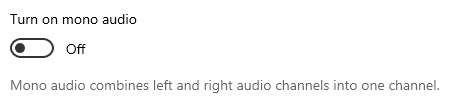 Turn on mono audio
Off
Mono audio combines left and right audio channels into one channel.